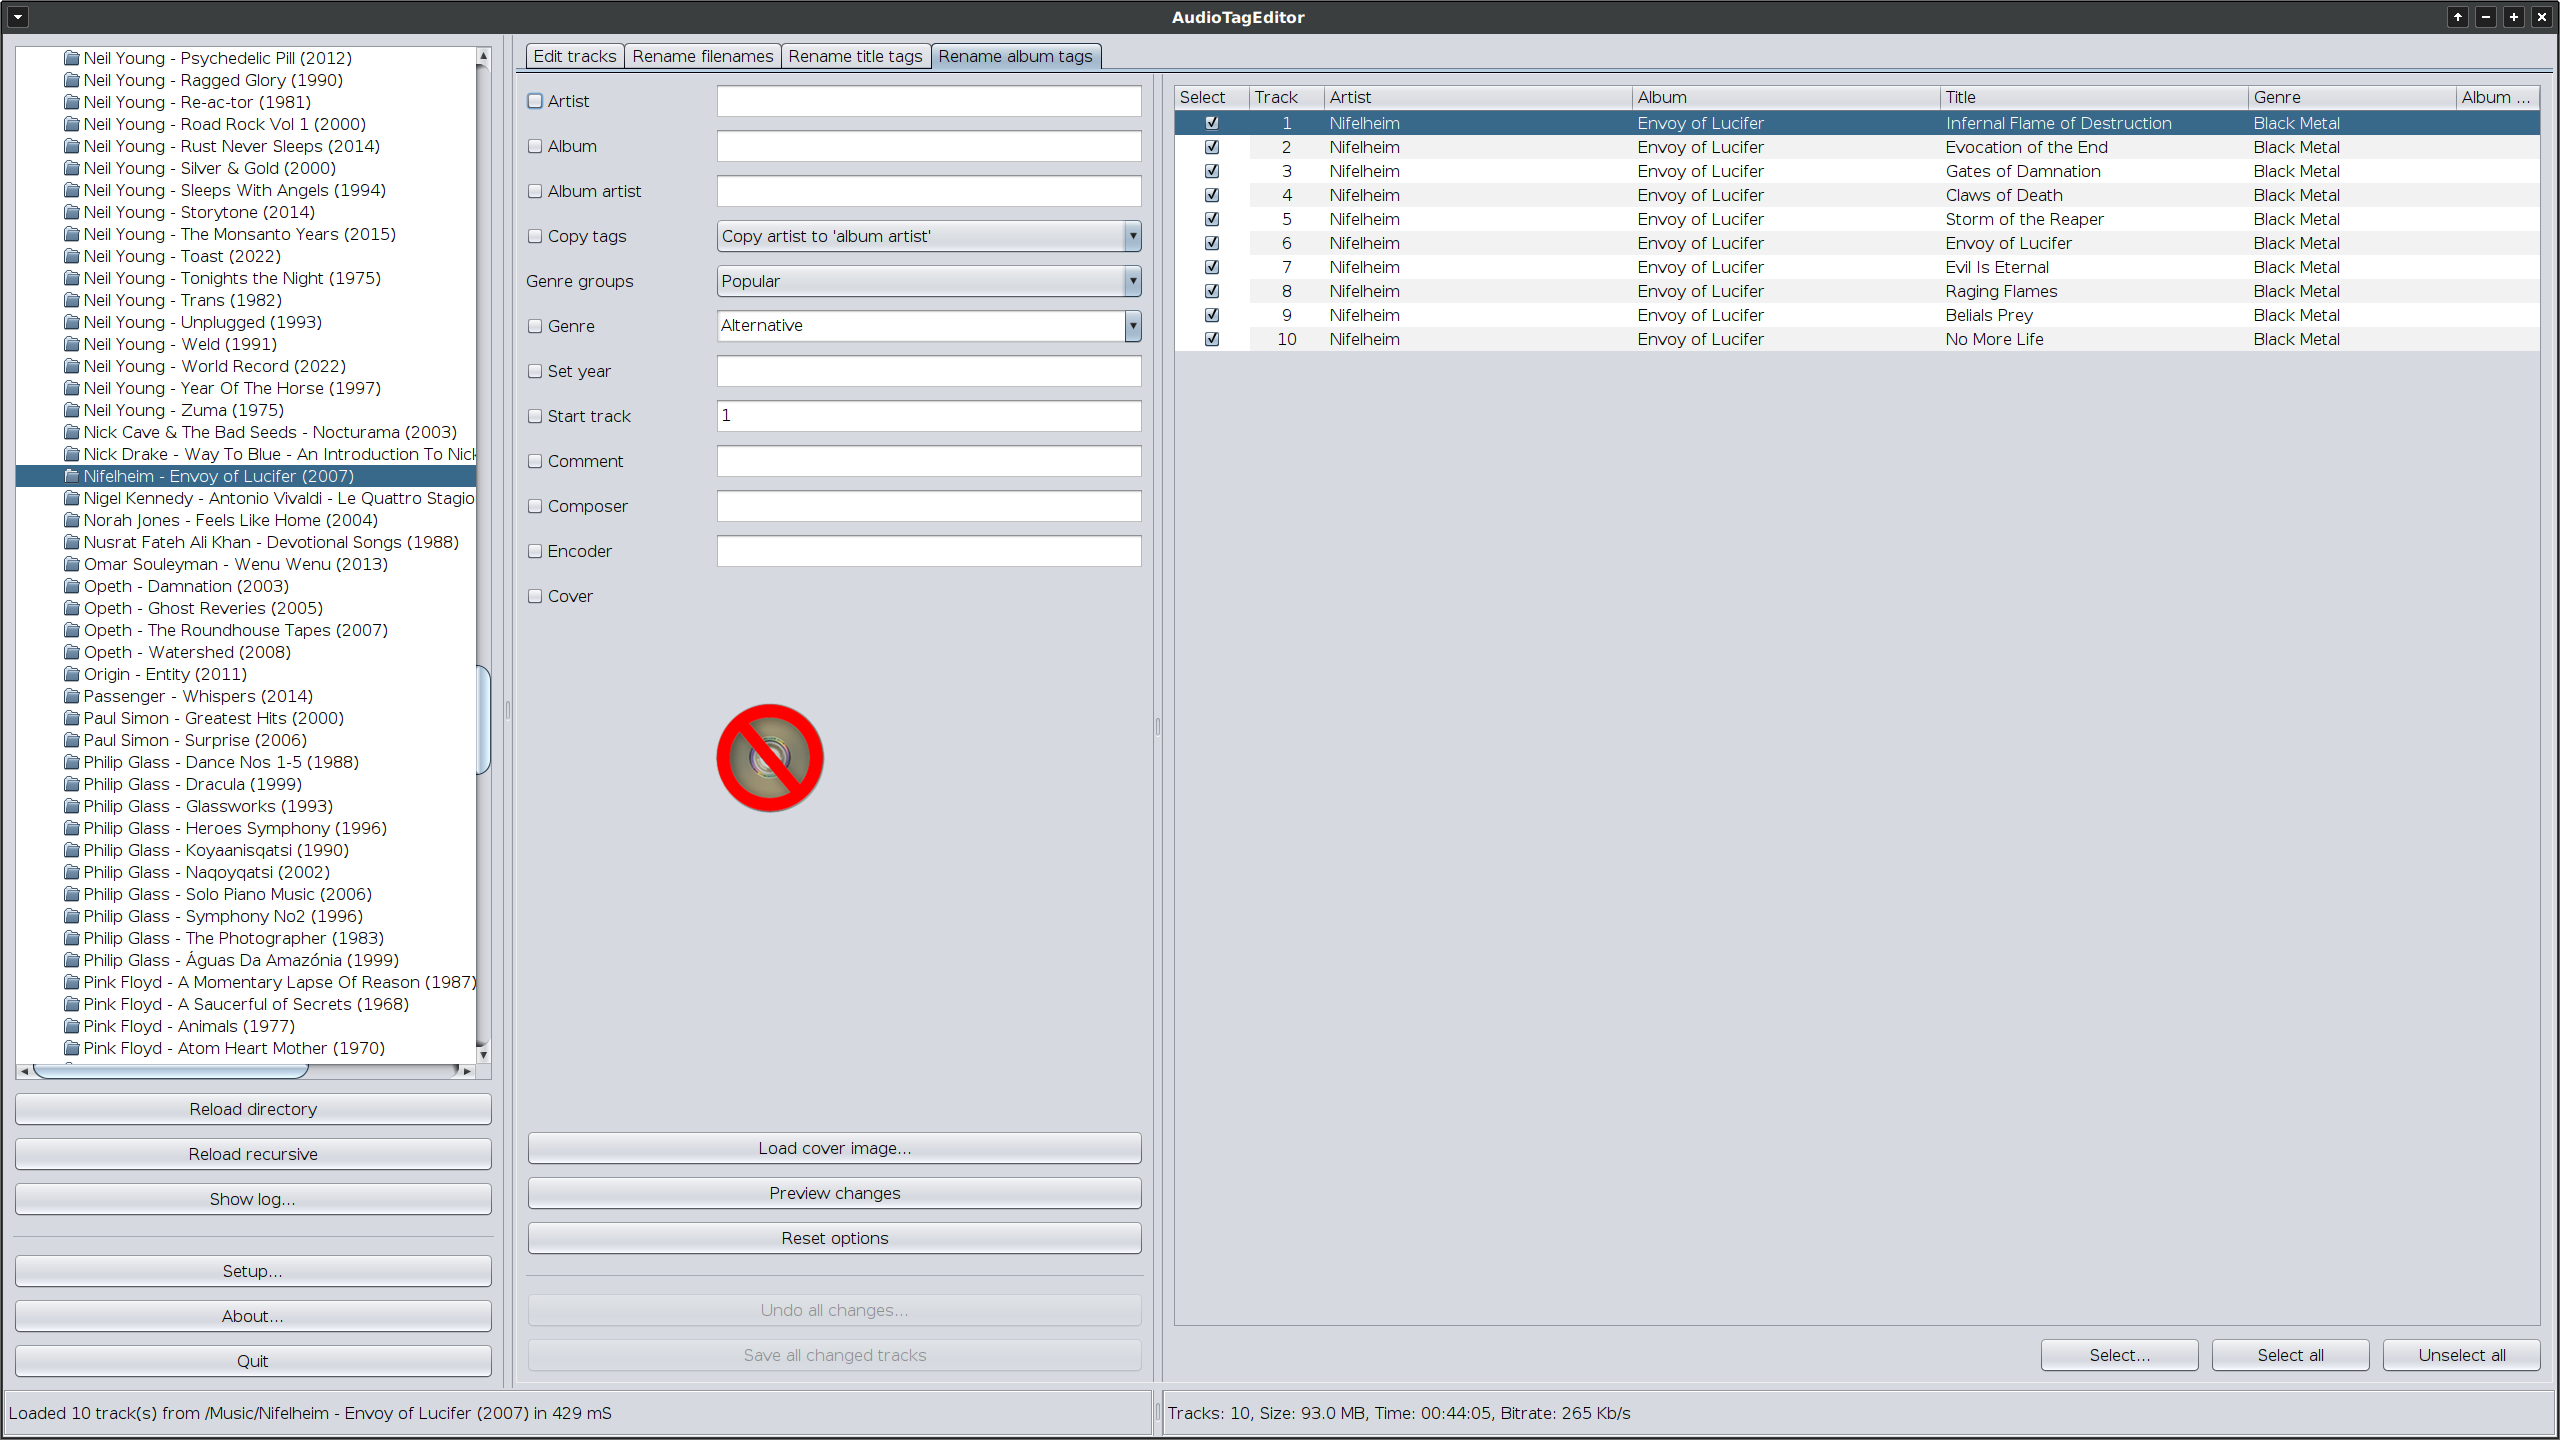 AudioTagEditor
Neil Young - Psychedelic Pill (2012)
Neil Young - Ragged Glory (1990)
Neil Young - Re-ac-tor (1981)
Neil Young - Road Rock Vol 1 (2000)
Neil Young - Rust Never Sleeps (2014)
Neil Young - Silver & Gold (2000)
Neil Young - Sleeps With Angels (1994)
Neil Young - Storytone (2014)
Neil Young - The Monsanto Years (2015)
Neil Young - Toast (2022)
Neil Young - Tonights the Night (1975)
Neil Young - Trans (1982)
Neil Young - Unplugged (1993)
Neil Young - Weld (1991)
Neil Young - World Record (2022)
Neil Young - Year Of The Horse (1997)
Neil Young - Zuma (1975)
Nick Cave & The Bad Seeds - Nocturama (2003)
Nick Drake - Way To Blue - An Introduction To Nick
Nifelheim - Envoy of Lucifer (2007)
Nigel Kennedy - Antonio Vivaldi - Le Quattro Stagio
Norah Jones - Feels Like Home (2004)
Nusrat Fateh Ali Khan - Devotional Songs (1988)
Omar Souleyman - Wenu Wenu (2013)
Opeth - Damnation (2003)
Opeth - Ghost Reveries (2005)
Opeth - The Roundhouse Tapes (2007)
Opeth - Watershed (2008)
Origin - Entity (2011)
Passenger - Whispers (2014)
Paul Simon - Greatest Hits (2000)
Paul Simon - Surprise (2006)
Philip Glass - Dance Nos 1-5 (1988)
Philip Glass - Dracula (1999)
Philip Glass - Glassworks (1993)
Philip Glass - Heroes Symphony (1996)
Philip Glass - Koyaanisqatsi (1990)
Philip Glass - Naqoyqatsi (2002)
Philip Glass - Solo Piano Music (2006)
Philip Glass - Symphony No2 (1996)
Philip Glass - The Photographer (1983)
Philip Glass - Águas Da Amazónia (1999)
Pink Floyd - A Momentary Lapse Of Reason (1987)
Pink Floyd - A Saucerful of Secrets (1968)
Pink Floyd - Animals (1977)
Pink Floyd - Atom Heart Mother (1970)
Reload directory
Reload recursive
Show log...
Setup...
About...
Quit
Edit tracks Rename filenames Rename title tags Rename album tags
Artist
Album
Album artist
Copy tags Copy artist to 'album artist'
Genre groups Popular
Genre Alternative
Set year
Start track 1
Comment
Composer
Encoder
Cover
Load cover image...
Preview changes
Reset options
Undo all changes...
Save all changed tracks
Select Track Artist Album Title Genre Album ...
1 Nifelheim Envoy of Lucifer Infernal Flame of Destruction Black Metal
2 Nifelheim Envoy of Lucifer Evocation of the End Black Metal
3 Nifelheim Envoy of Lucifer Gates of Damnation Black Metal
4 Nifelheim Envoy of Lucifer Claws of Death Black Metal
5 Nifelheim Envoy of Lucifer Storm of the Reaper Black Metal
6 Nifelheim Envoy of Lucifer Envoy of Lucifer Black Metal
7 Nifelheim Envoy of Lucifer Evil Is Eternal Black Metal
8 Nifelheim Envoy of Lucifer Raging Flames Black Metal
9 Nifelheim Envoy of Lucifer Belials Prey Black Metal
10 Nifelheim Envoy of Lucifer No More Life Black Metal
Select... Select all Unselect all
Loaded 10 track(s) from /Music/Nifelheim - Envoy of Lucifer (2007) in 429 mS
Tracks: 10, Size: 93.0 MB, Time: 00:44:05, Bitrate: 265 Kb/s